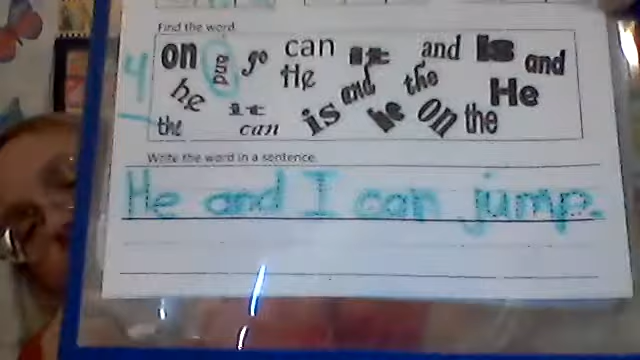 Find the word.
on and go can it and is and
he He and the He
the it can is he on the
4
Write the word in a sentence.
He and I can jump.